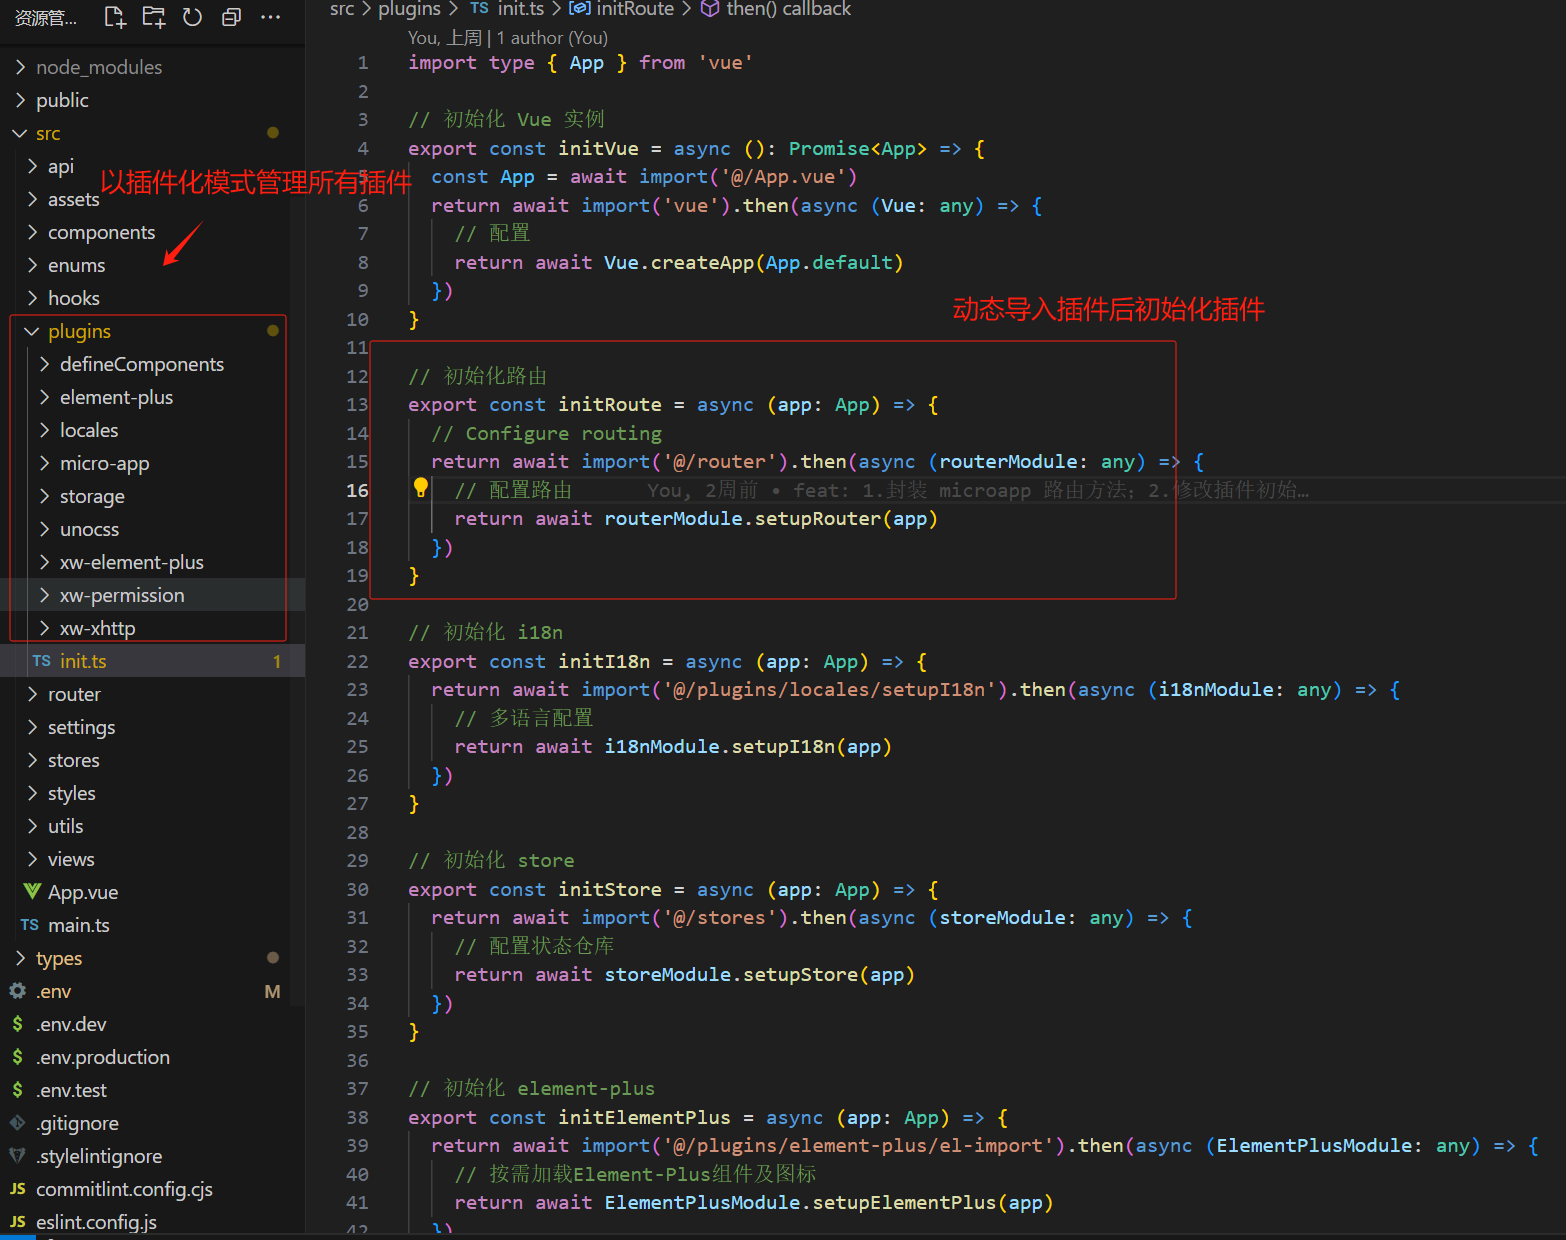 资源管...
node_modules
public
src
api
assets
components
enums
hooks
plugins
defineComponents
element-plus
locales
micro-app
storage
unocss
xw-element-plus
xw-permission
xw-xhttp
TS init.ts 1
router
settings
stores
styles
utils
views
App.vue
TS main.ts
types
.env M
$ .env.dev
$ .env.production
$ .env.test
.gitignore
.stylelintignore
JS commitlint.config.cjs
JS eslint.config.js
以插件化模式管理所有插件
src > plugins > TS init.ts > initRoute > then() callback
You, 上周 | 1 author (You)
1 import type { App } from 'vue'
2
3 // 初始化 Vue 实例
4 export const initVue = async (): Promise<App> => {
const App = await import('@/App.vue')
6 return await import('vue').then(async (Vue: any) => {
7 // 配置
8 return await Vue.createApp(App.default)
9 })
10 }
动态导入插件后初始化插件
11
12 // 初始化路由
13 export const initRoute = async (app: App) => {
14 // Configure routing
15 return await import('@/router').then(async (routerModule: any) => {
16 // 配置路由 You, 2周前 • feat: 1.封装 microapp 路由方法; 2.修改插件初始…
17 return await routerModule.setupRouter(app)
18 })
19 }
20
21 // 初始化 i18n
22 export const initI18n = async (app: App) => {
23 return await import('@/plugins/locales/setupI18n').then(async (i18nModule: any) => {
24 // 多语言配置
25 return await i18nModule.setupI18n(app)
26 })
27 }
28
29 // 初始化 store
30 export const initStore = async (app: App) => {
31 return await import('@/stores').then(async (storeModule: any) => {
32 // 配置状态仓库
33 return await storeModule.setupStore(app)
34 })
35 }
36
37 // 初始化 element-plus
38 export const initElementPlus = async (app: App) => {
39 return await import('@/plugins/element-plus/el-import').then(async (ElementPlusModule: any) => {
40 // 按需加载Element-Plus组件及图标
41 return await ElementPlusModule.setupElementPlus(app)
42 })